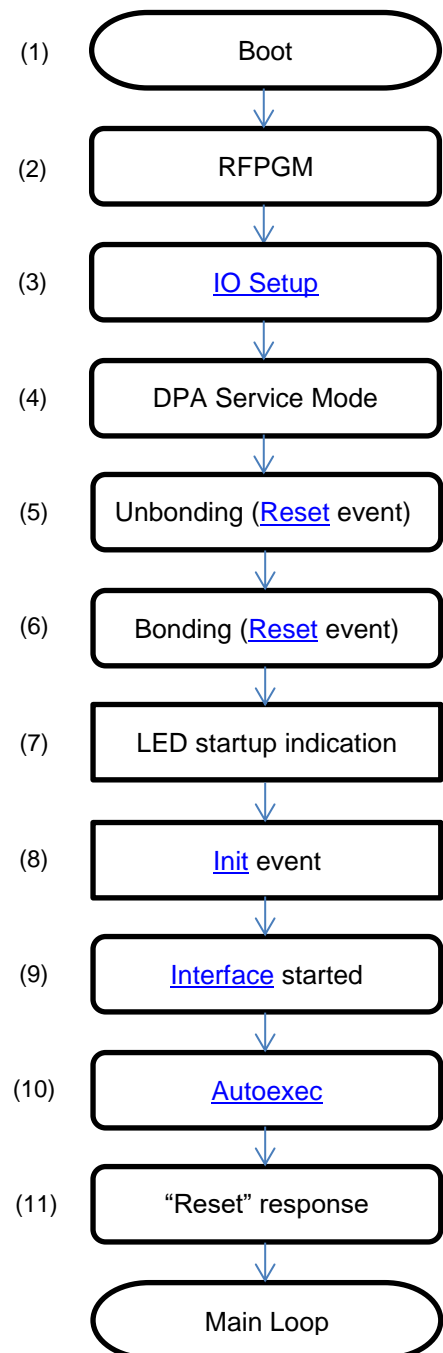 (1) Boot
(2) RFPGM
(3) IO Setup
(4) DPA Service Mode
(5) Unbonding (Reset event)
(6) Bonding (Reset event)
(7) LED startup indication
(8) Init event
(9) Interface started
(10) Autoexec
(11) “Reset” response
Main Loop